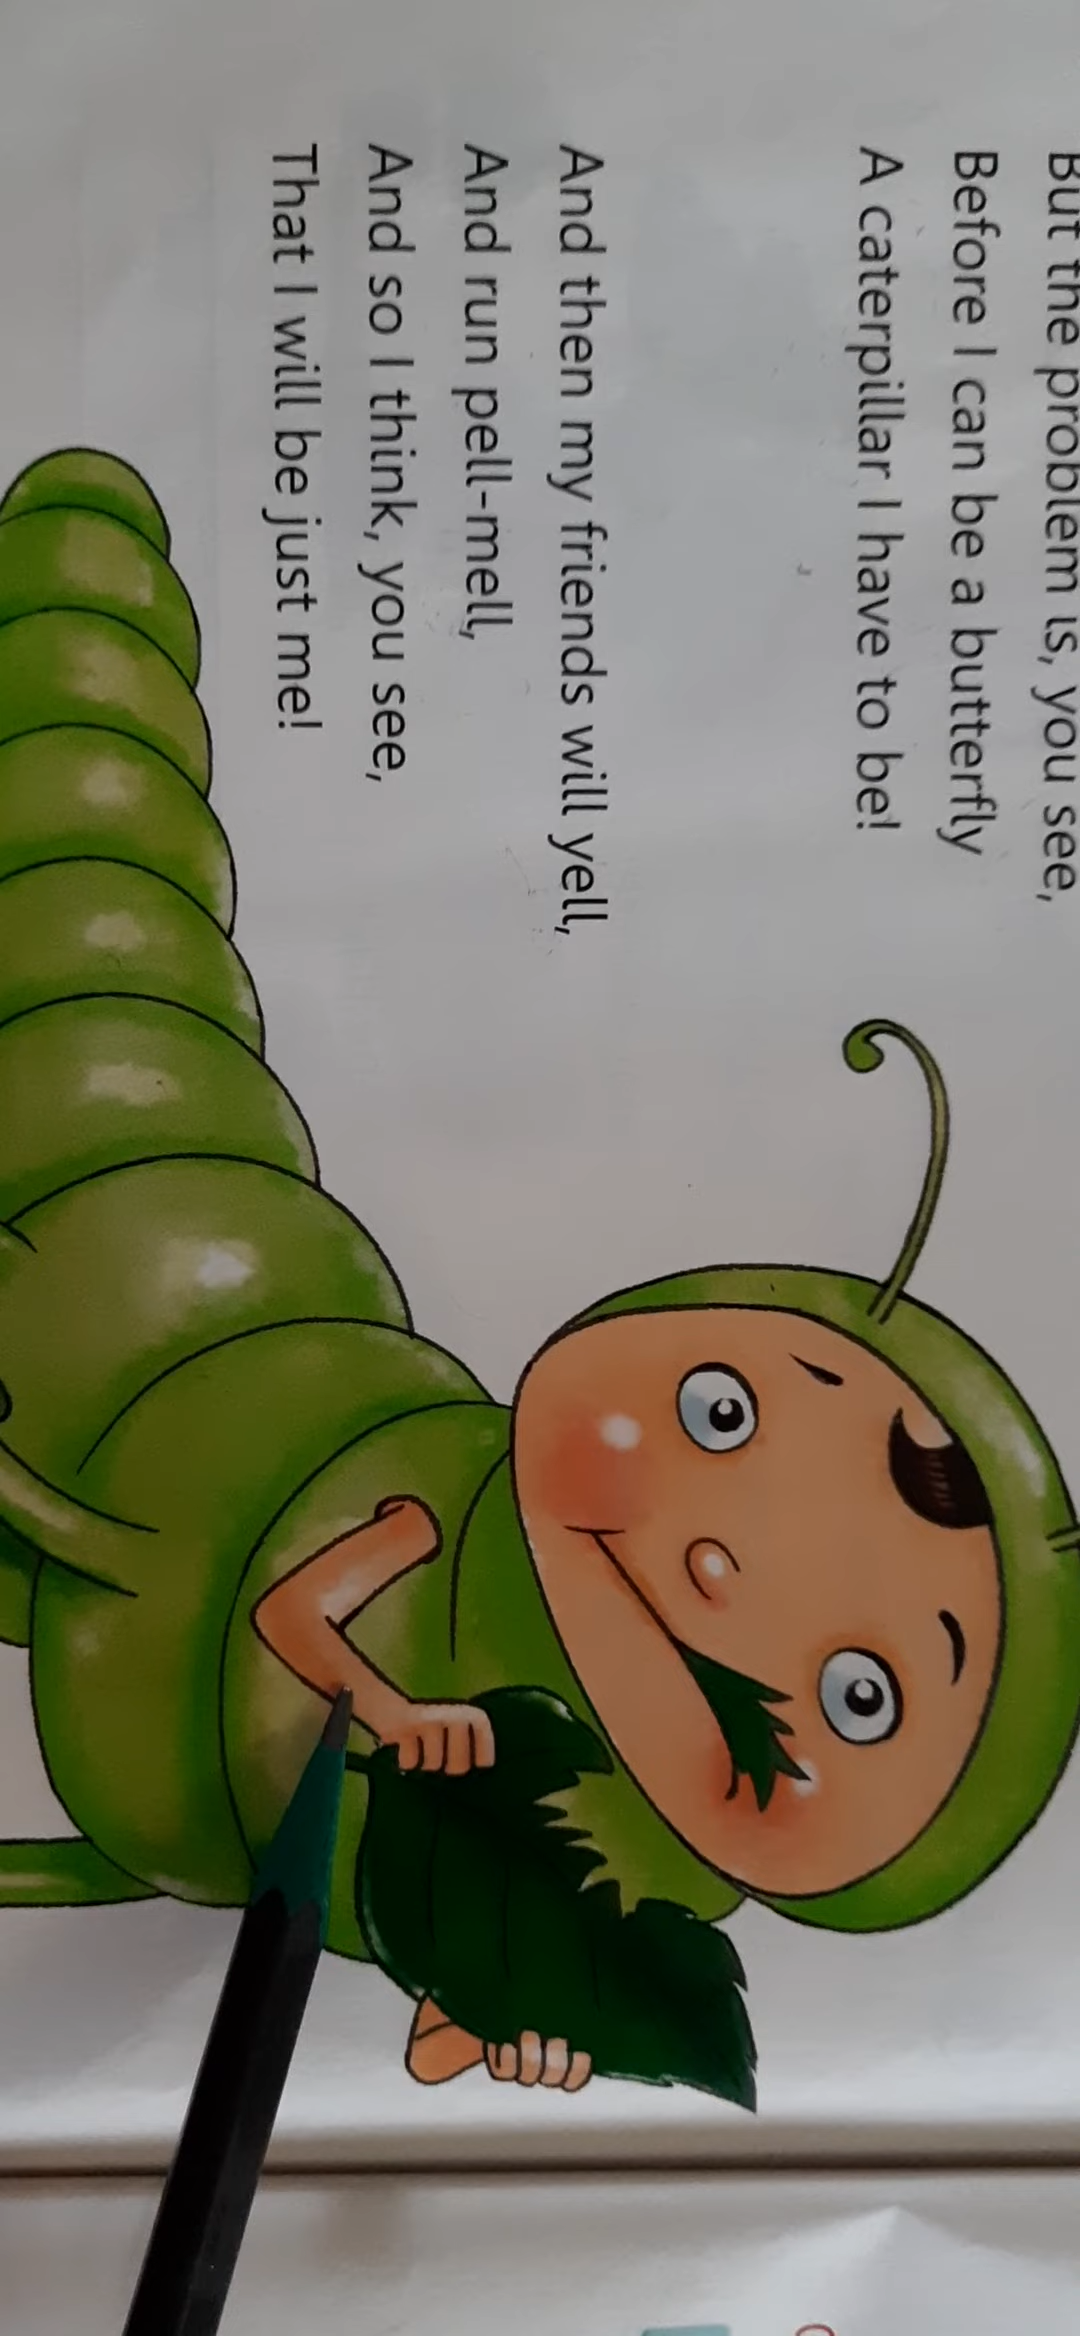 But the problem is, you see,
Before I can be a butterfly
A caterpillar I have to be!
And then my friends will yell,
And run pell-mell,
And so I think, you see,
That I will be just me!